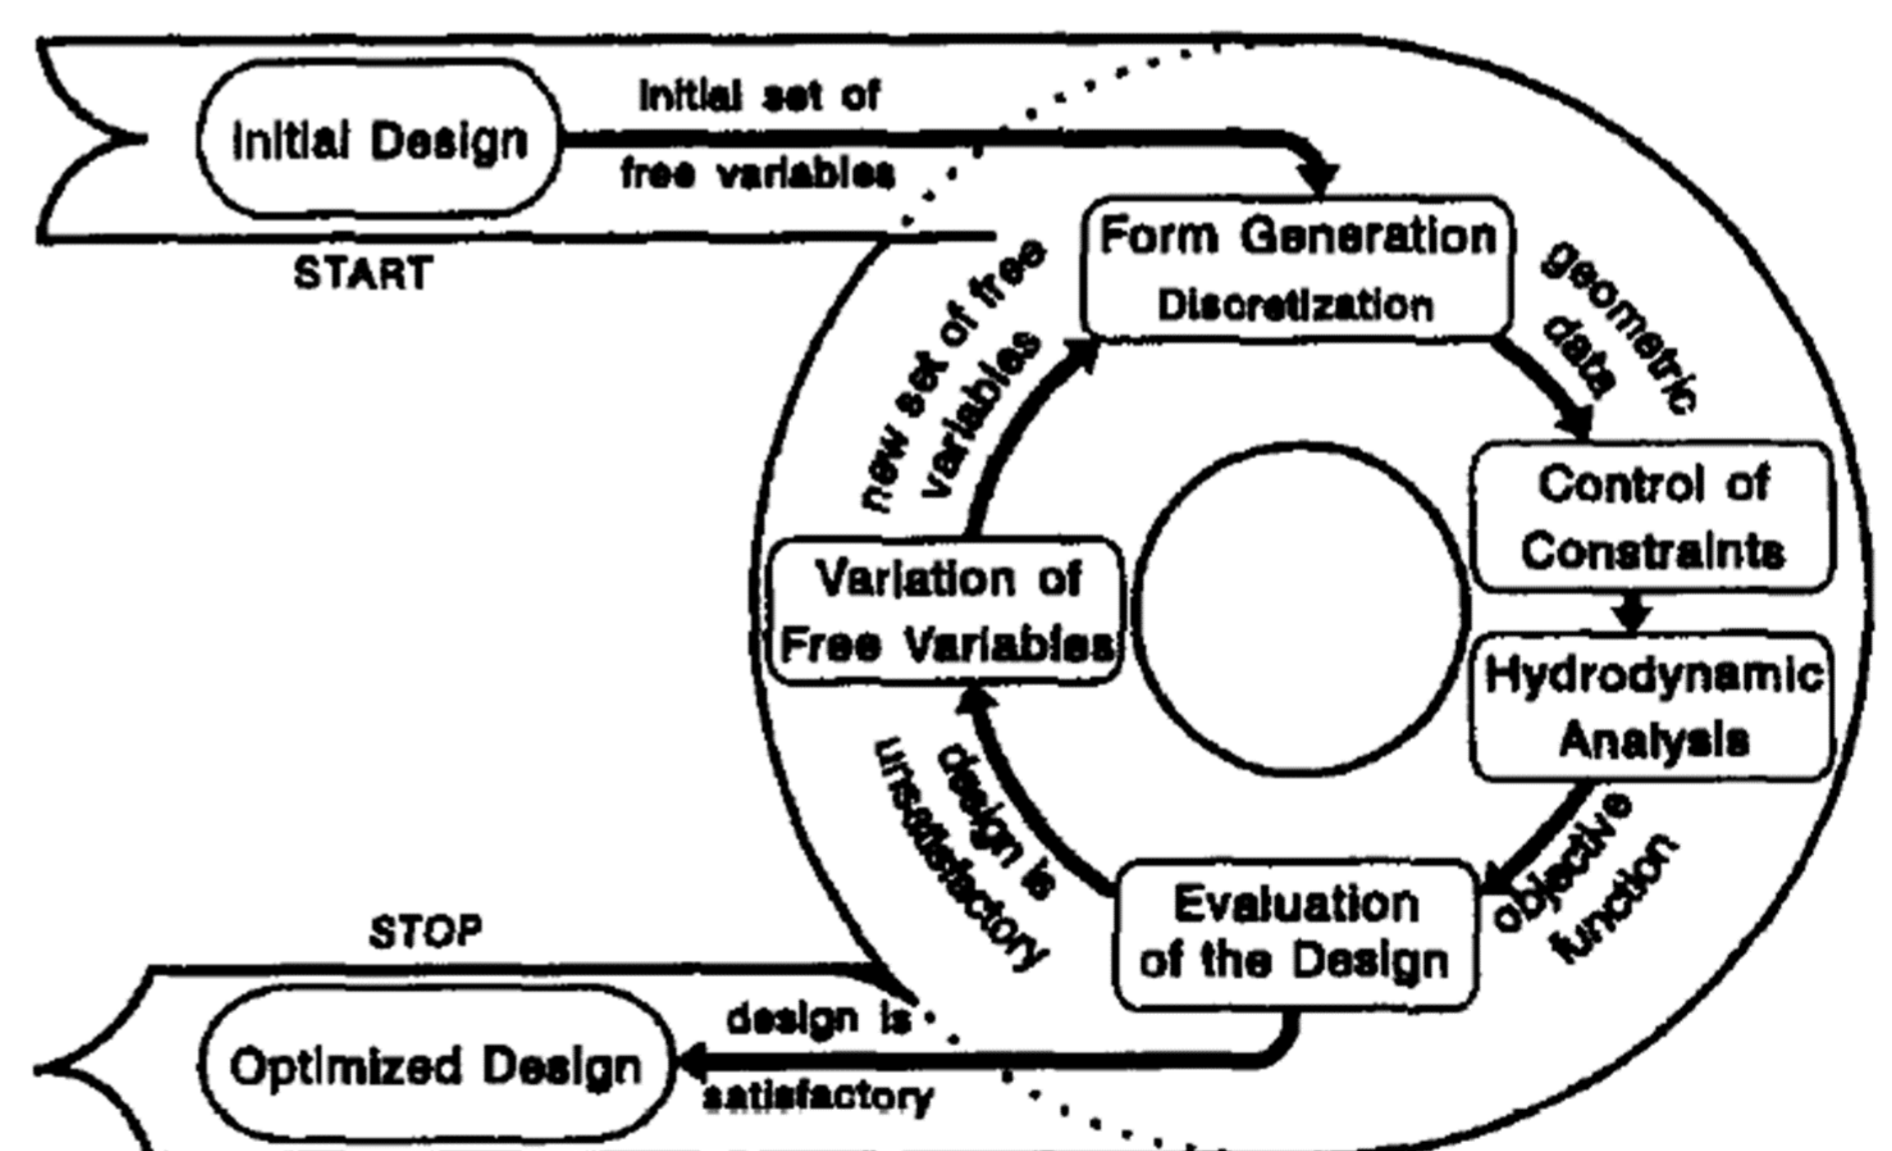 Initial Design
initial set of
free variables
START
Form Generation
Discretization
geometric
data
Control of
Constraints
Hydrodynamic
Analysis
objective
function
Evaluation
of the Design
design is
unsatisfactory
Variation of
Free Variables
new set of free
variables
STOP
design is
satisfactory
Optimized Design